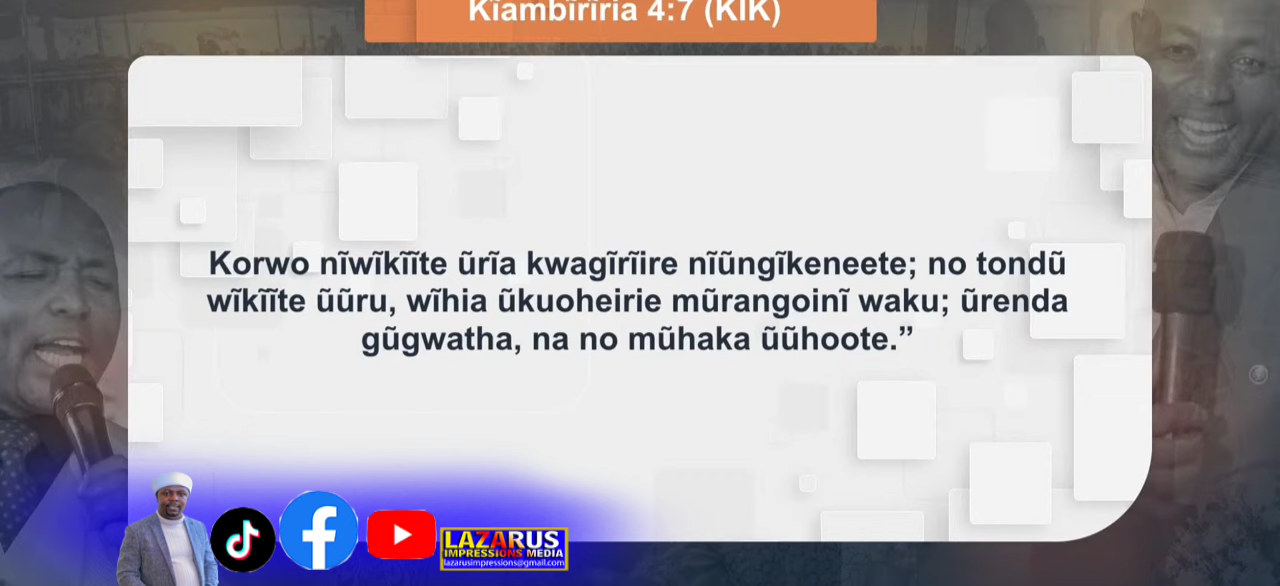 Kĩambĩrĩria 4:7 (KIK)
Korwo nĩwĩkĩĩte ũrĩa kwagĩrĩire nĩũngĩkeneete; no tondũ
wĩkĩĩte ũũru, wĩhia ũkuoheirie mũrangoinĩ waku; ũrenda
gũgwatha, na no mũhaka ũũhoote.”
LAZARUS
IMPRESSIONS MEDIA
lazarusimpressions@gmail.com